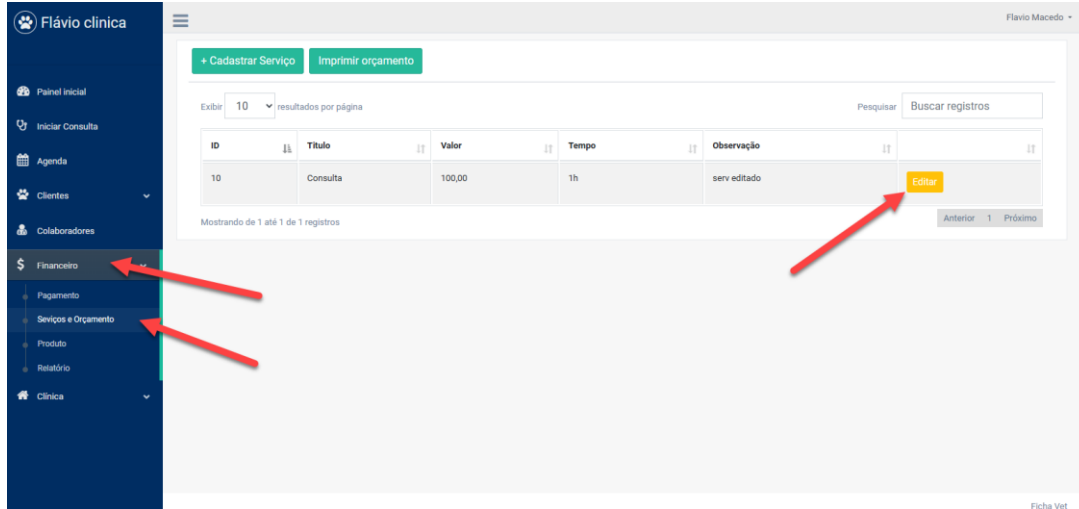 Flávio clinica
Flavio Macedo
+ Cadastrar Serviço
Imprimir orçamento
Painel inicial
Iniciar Consulta
Agenda
Clientes
Colaboradores
Financeiro
Pagamento
Seviços e Orçamento
Produto
Relatório
Clínica
Exibir 10 resultados por página
Pesquisar Buscar registros
ID Titulo Valor Tempo Observação
10 Consulta 100,00 1h serv editado Editar
Mostrando de 1 até 1 de 1 registros
Anterior 1 Próximo
Ficha Vet